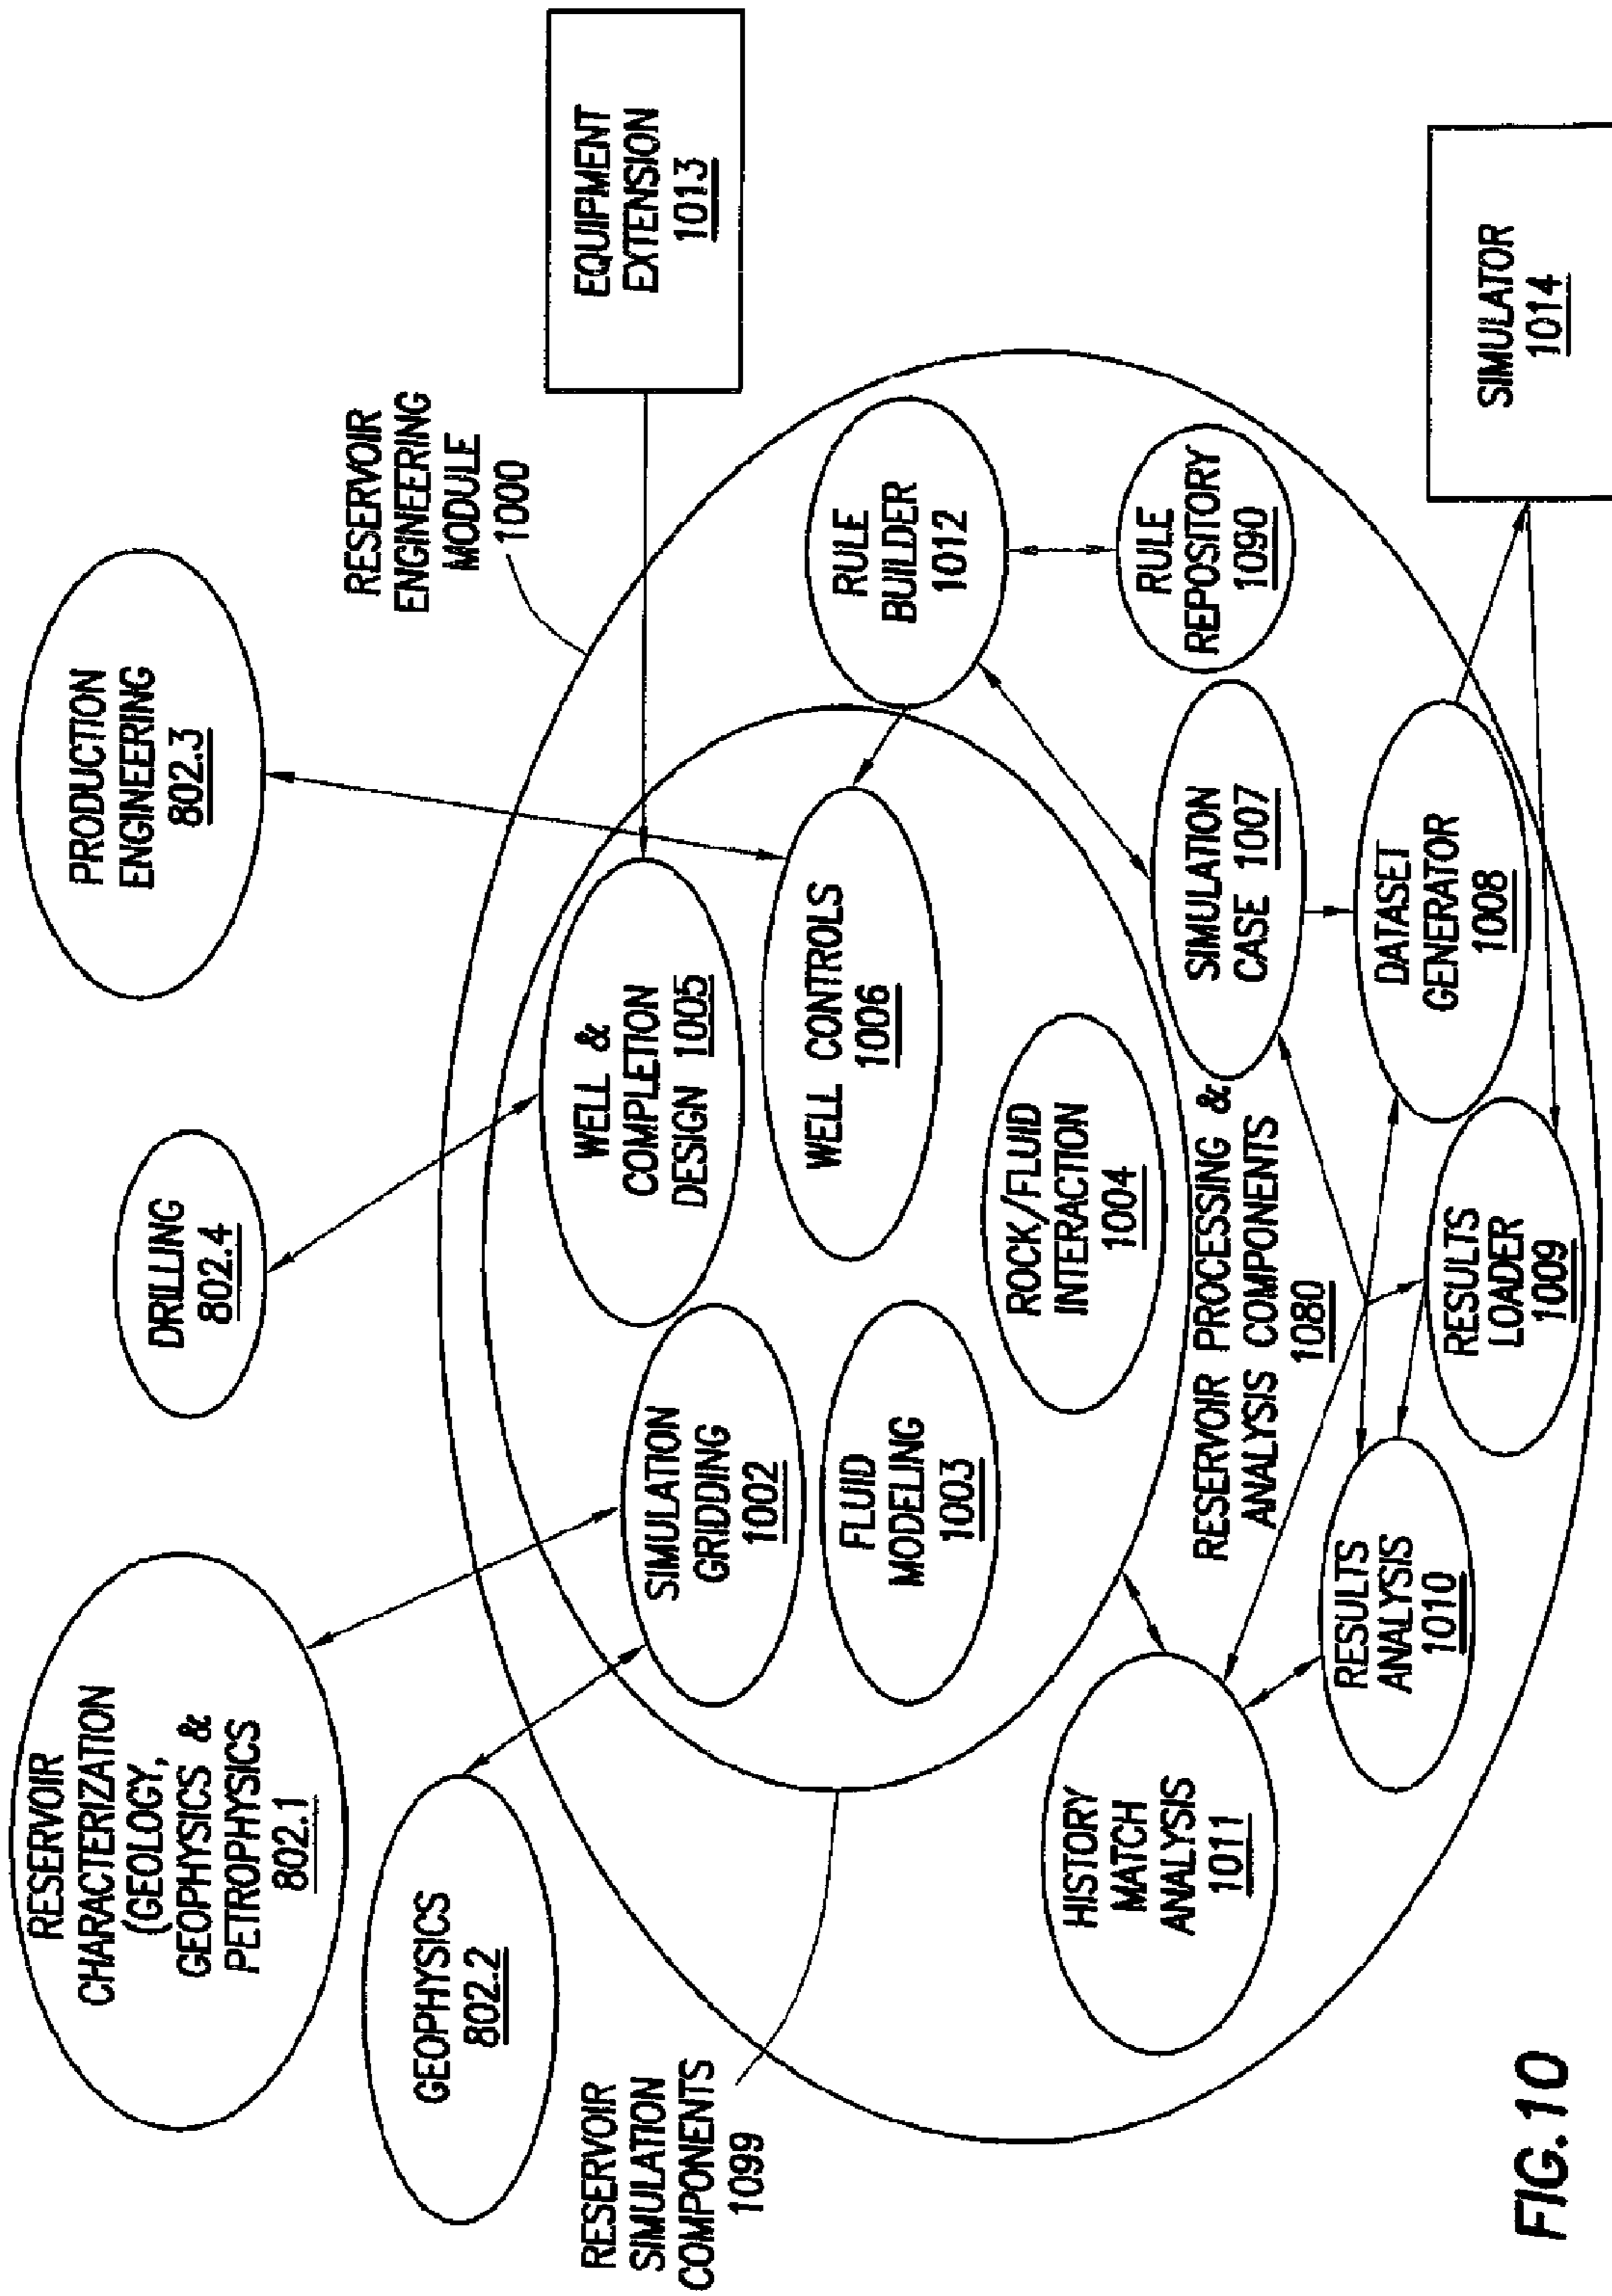 RESERVOIR
CHARACTERIZATION
(GEOLOGY,
GEOPHYSICS &
PETROPHYSICS
802.1
DRILLING
802.4
PRODUCTION
ENGINEERING
802.3
GEOPHYSICS
802.2
RESERVOIR
ENGINEERING
MODULE
1000
EQUIPMENT
EXTENSION
1013
RESERVOIR
SIMULATION
COMPONENTS
1099
SIMULATION
GRIDDING
1002
WELL &
COMPLETION
DESIGN 1005
FLUID
MODELING
1003
WELL CONTROLS
1006
ROCK/FLUID
INTERACTION
1004
RULE
BUILDER
1012
RULE
REPOSITORY
1090
HISTORY
MATCH
ANALYSIS
1011
RESERVOIR PROCESSING &
ANALYSIS COMPONENTS
1080
SIMULATION
CASE 1007
RESULTS
ANALYSIS
1010
RESULTS
LOADER
1009
DATASET
GENERATOR
1008
SIMULATOR
1014
FIG.10